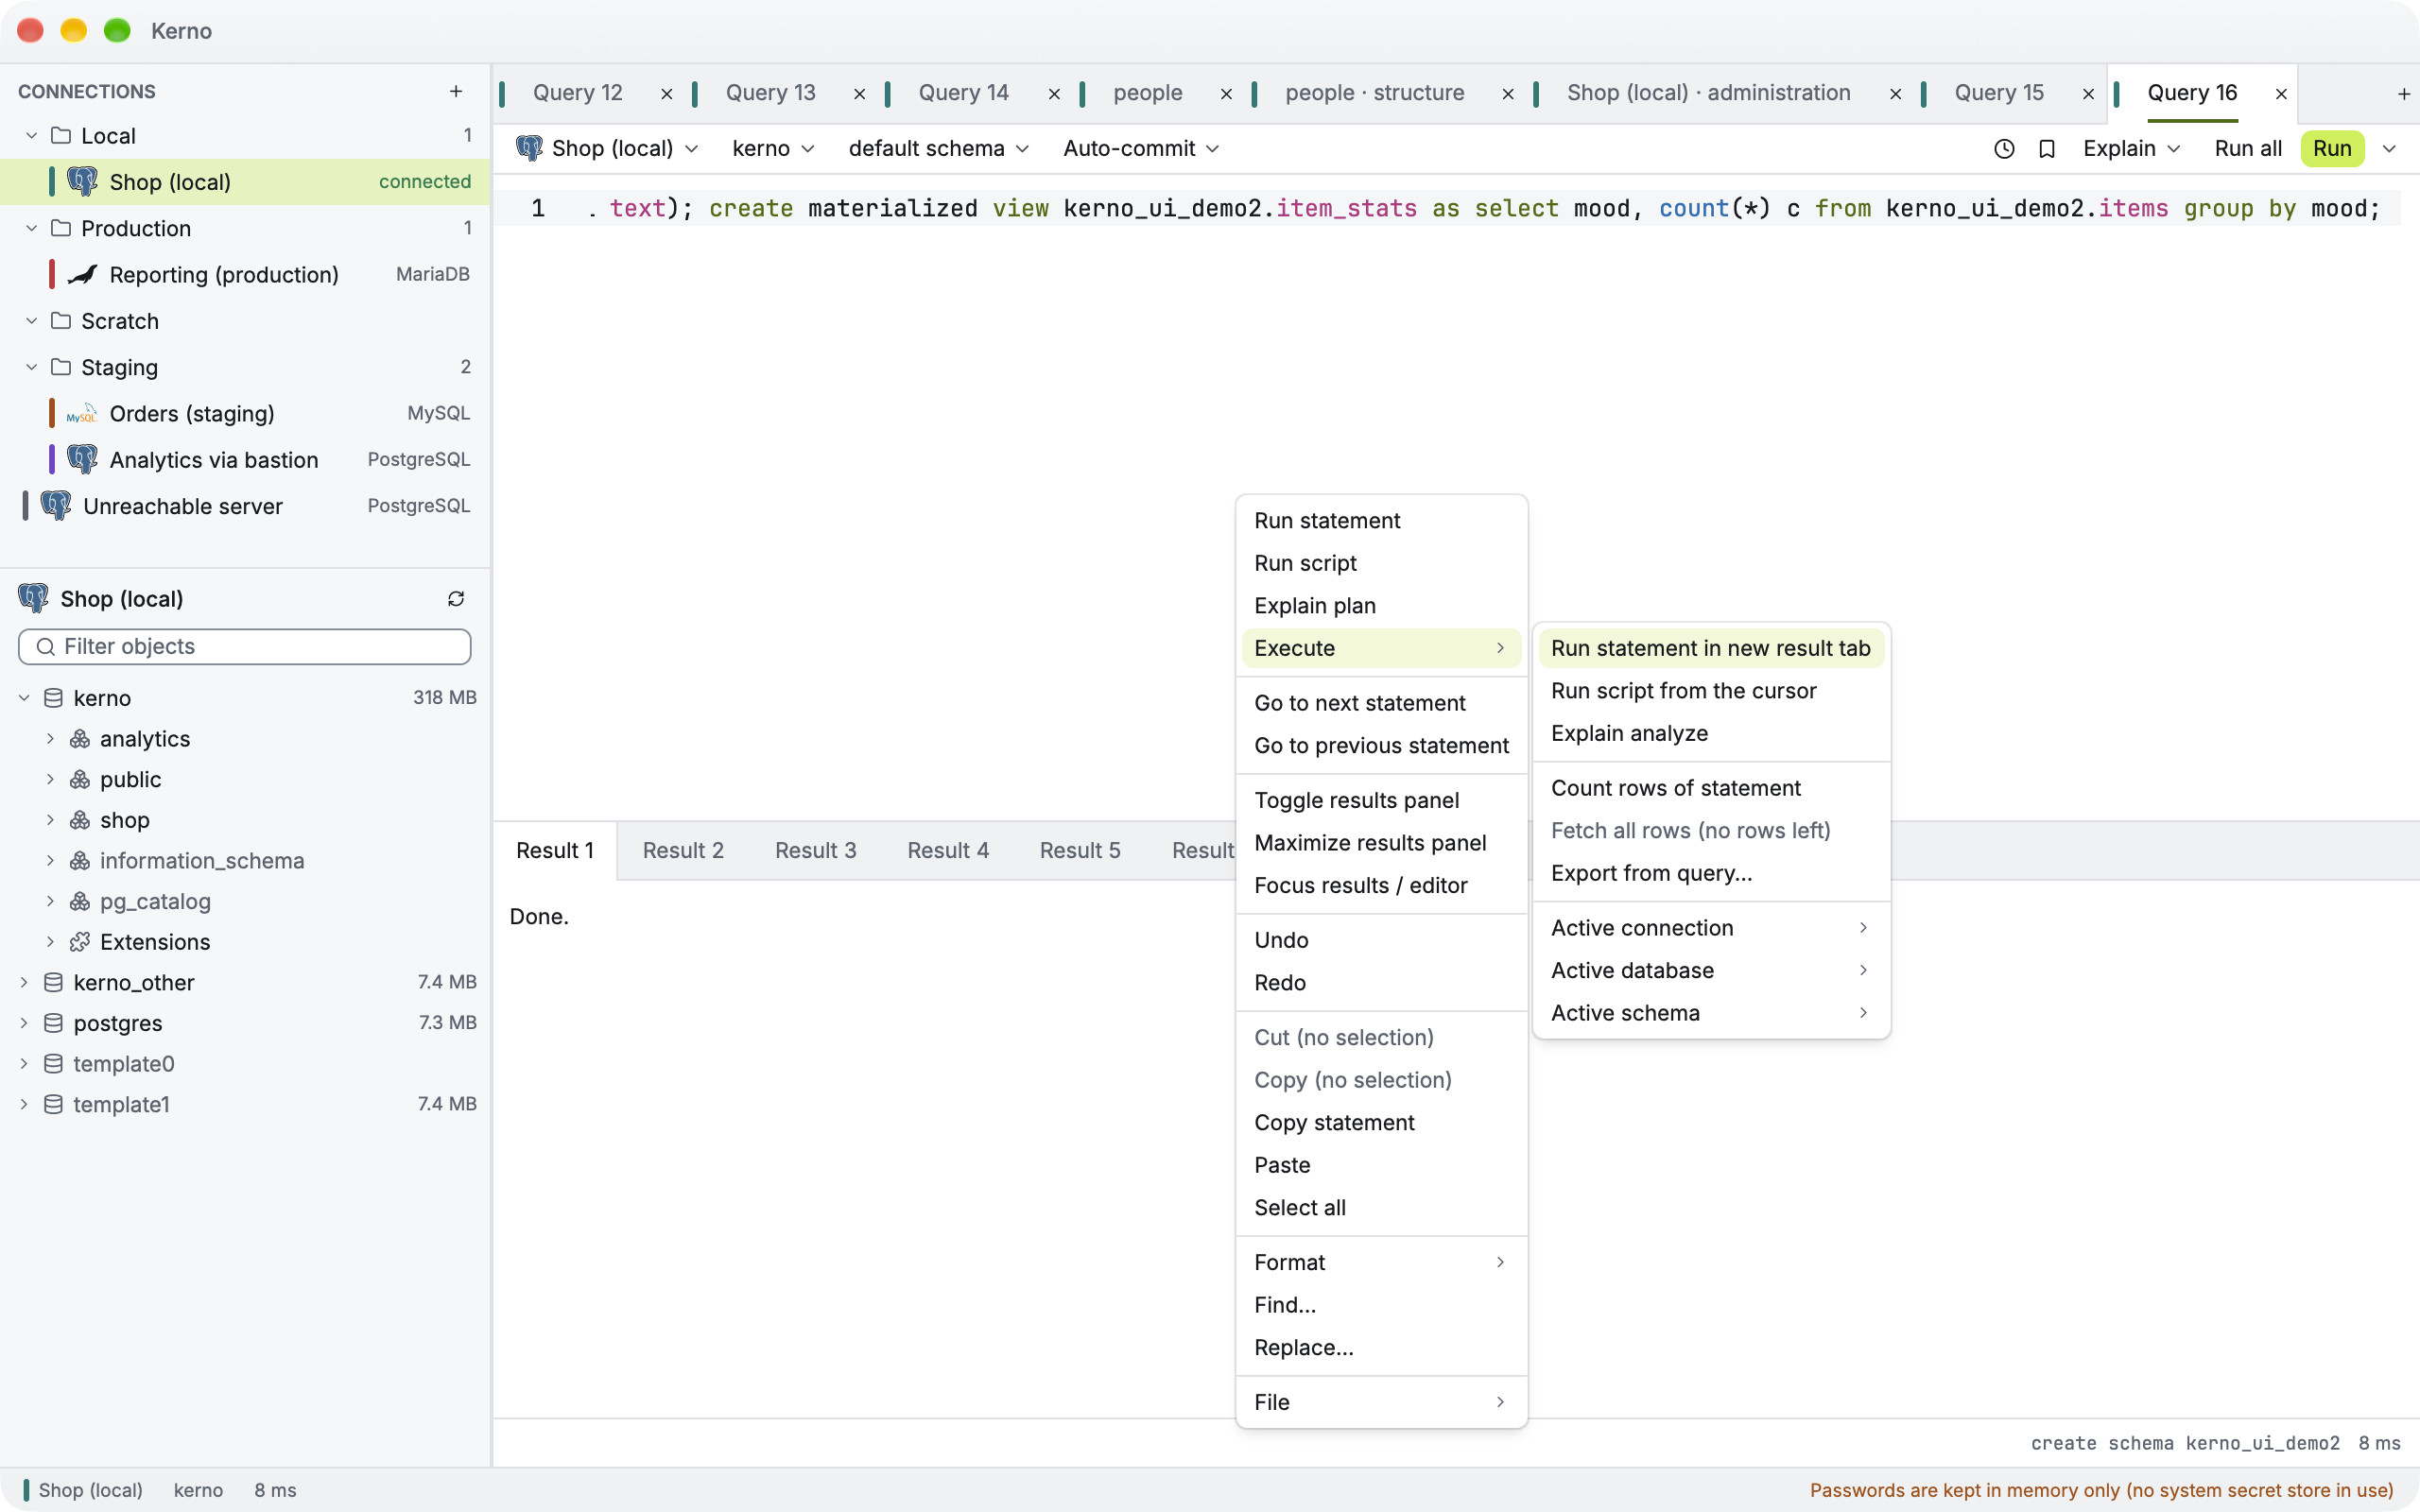 Kerno
CONNECTIONS
Local 1
Shop (local) connected
Production 1
Reporting (production) MariaDB
Scratch
Staging 2
MySQL Orders (staging) MySQL
Analytics via bastion PostgreSQL
Unreachable server PostgreSQL
Shop (local)
Filter objects
kerno 318 MB
analytics
public
shop
information_schema
pg_catalog
Extensions
kerno_other 7.4 MB
postgres 7.3 MB
template0
template1 7.4 MB
Query 12 Query 13 Query 14 people people · structure Shop (local) · administration Query 15 Query 16
Shop (local) kerno default schema Auto-commit Explain Run all Run
1 . text); create materialized view kerno_ui_demo2.item_stats as select mood, count(*) c from kerno_ui_demo2.items group by mood;
Result 1 Result 2 Result 3 Result 4 Result 5 Result
Done.
Run statement
Run script
Explain plan
Execute
Go to next statement
Go to previous statement
Toggle results panel
Maximize results panel
Focus results / editor
Undo
Redo
Cut (no selection)
Copy (no selection)
Copy statement
Paste
Select all
Format
Find...
Replace...
File
Run statement in new result tab
Run script from the cursor
Explain analyze
Count rows of statement
Fetch all rows (no rows left)
Export from query...
Active connection
Active database
Active schema
create schema kerno_ui_demo2 8 ms
Shop (local) kerno 8 ms
Passwords are kept in memory only (no system secret store in use)